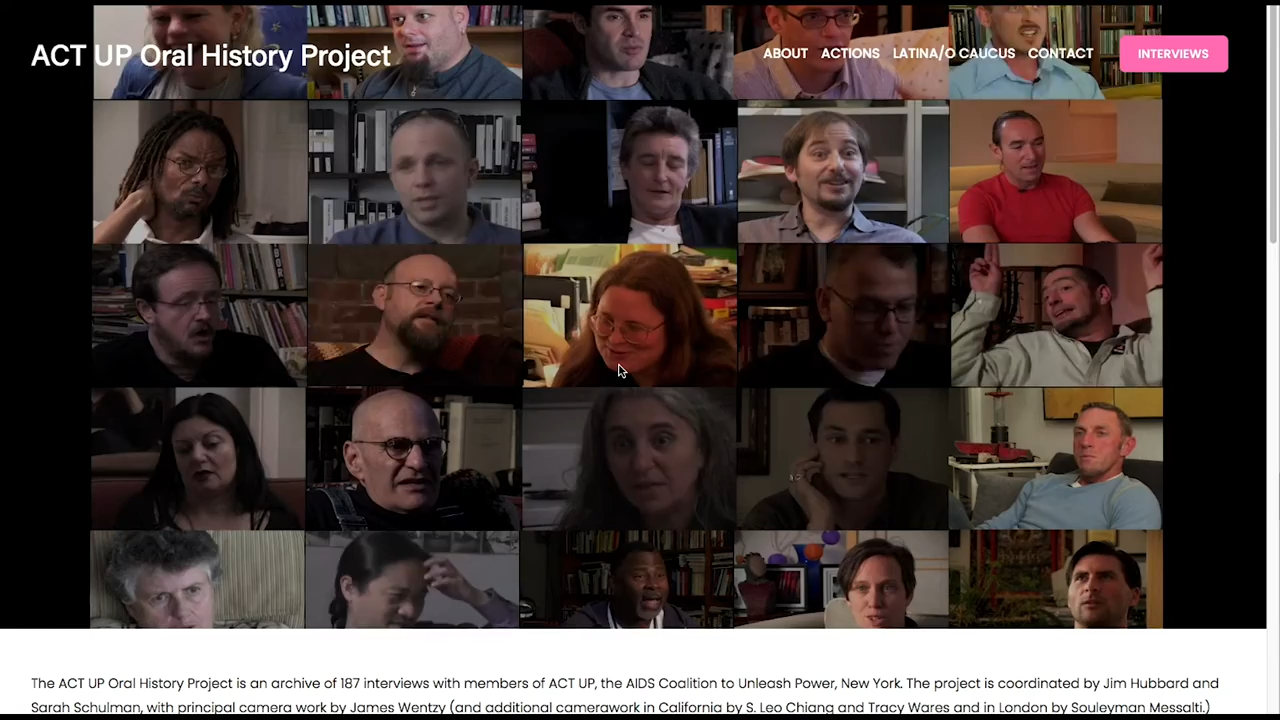 ACT UP Oral History Project
ABOUT ACTIONS LATINA/O CAUCUS CONTACT INTERVIEWS
The ACT UP Oral History Project is an archive of 187 interviews with members of ACT UP, the AIDS Coalition to Unleash Power, New York. The project is coordinated by Jim Hubbard and
Sarah Schulman, with principal camera work by James Wentzy (and additional camerawork in California by S. Leo Chiang and Tracy Wares and in London by Souleyman Messalti.)